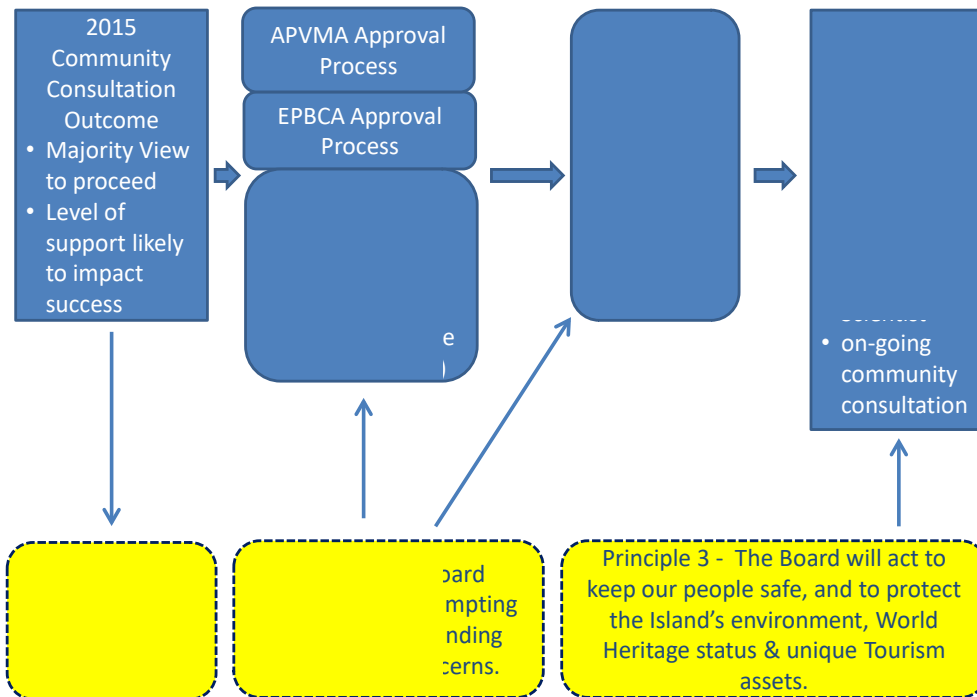 2015
Community
Consultation
Outcome
• Majority View
to proceed
• Level of
support likely
to impact
success
APVMA Approval
Process
EPBCA Approval
Process
• on-going
community
consultation
Principle 3 - The Board will act to
keep our people safe, and to protect
the Island’s environment, World
Heritage status & unique Tourism
assets.